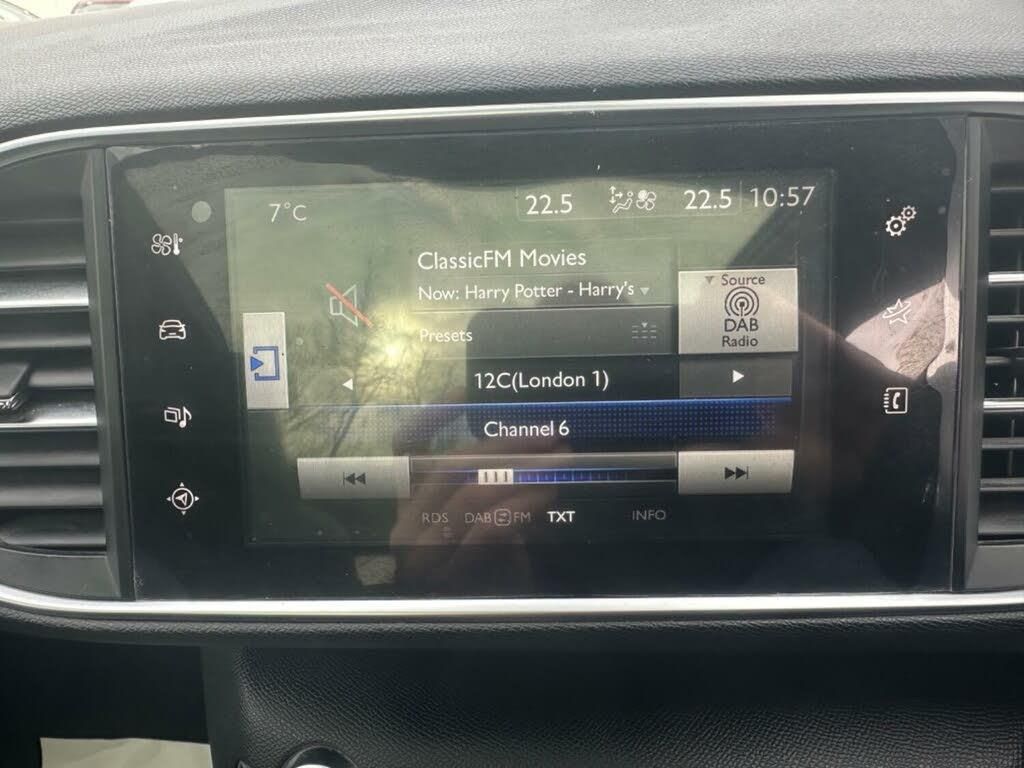 7°C 22.5 22.5 10:57
ClassicFM Movies
Now: Harry Potter - Harry's
Source
DAB
Radio
Presets
12C(London 1)
Channel 6
RDS DAB FM TXT INFO